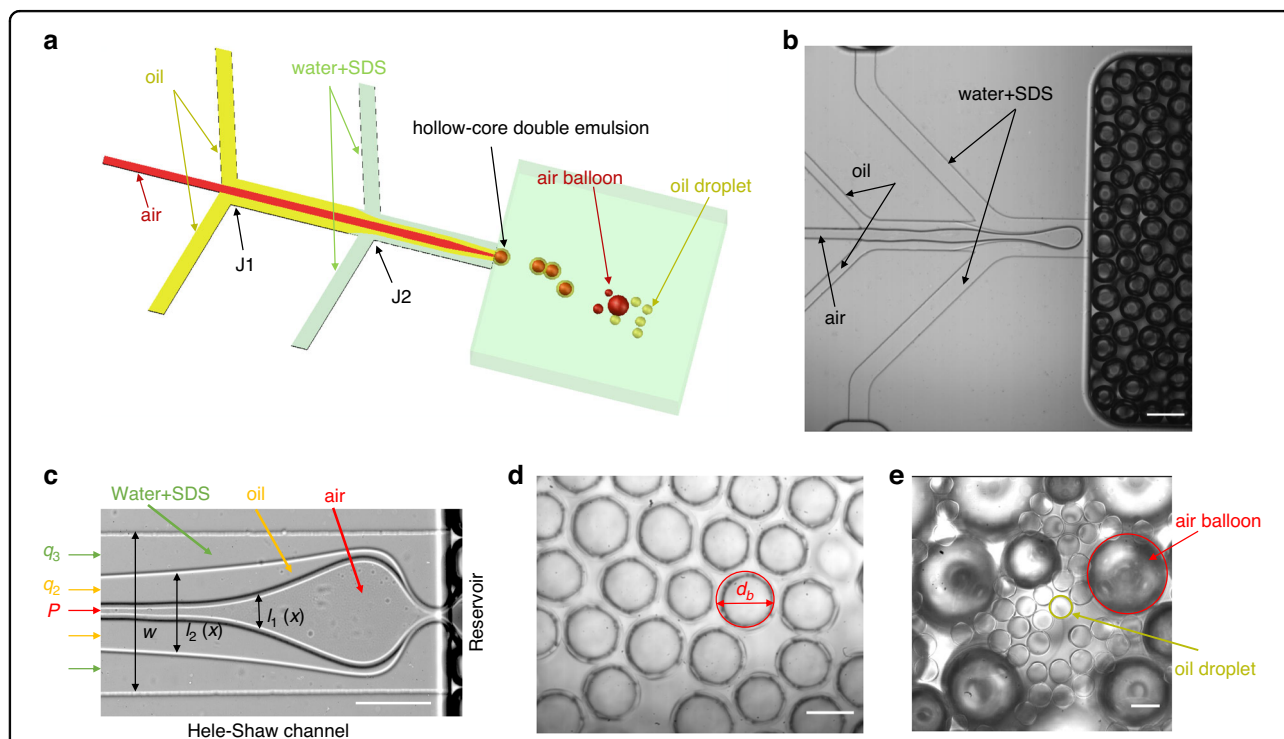 a
oil
water+SDS
hollow-core double emulsion
air balloon
oil droplet
air
J1
J2
b
water+SDS
oil
air
c
Water+SDS
oil
air
q3
q2
P
w
l2 (x)
l1 (x)
Reservoir
Hele-Shaw channel
d
db
e
air balloon
oil droplet